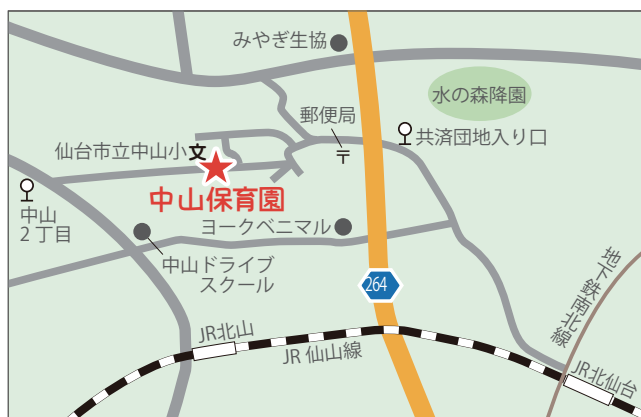 みやぎ生協
水の森降園
郵便局
〒
共済団地入り口
仙台市立中山小文
中山保育園
中山
2丁目
ヨークベニマル
中山ドライブ
スクール
264
地下鉄南北線
JR北山
JR 仙山線
JR北仙台